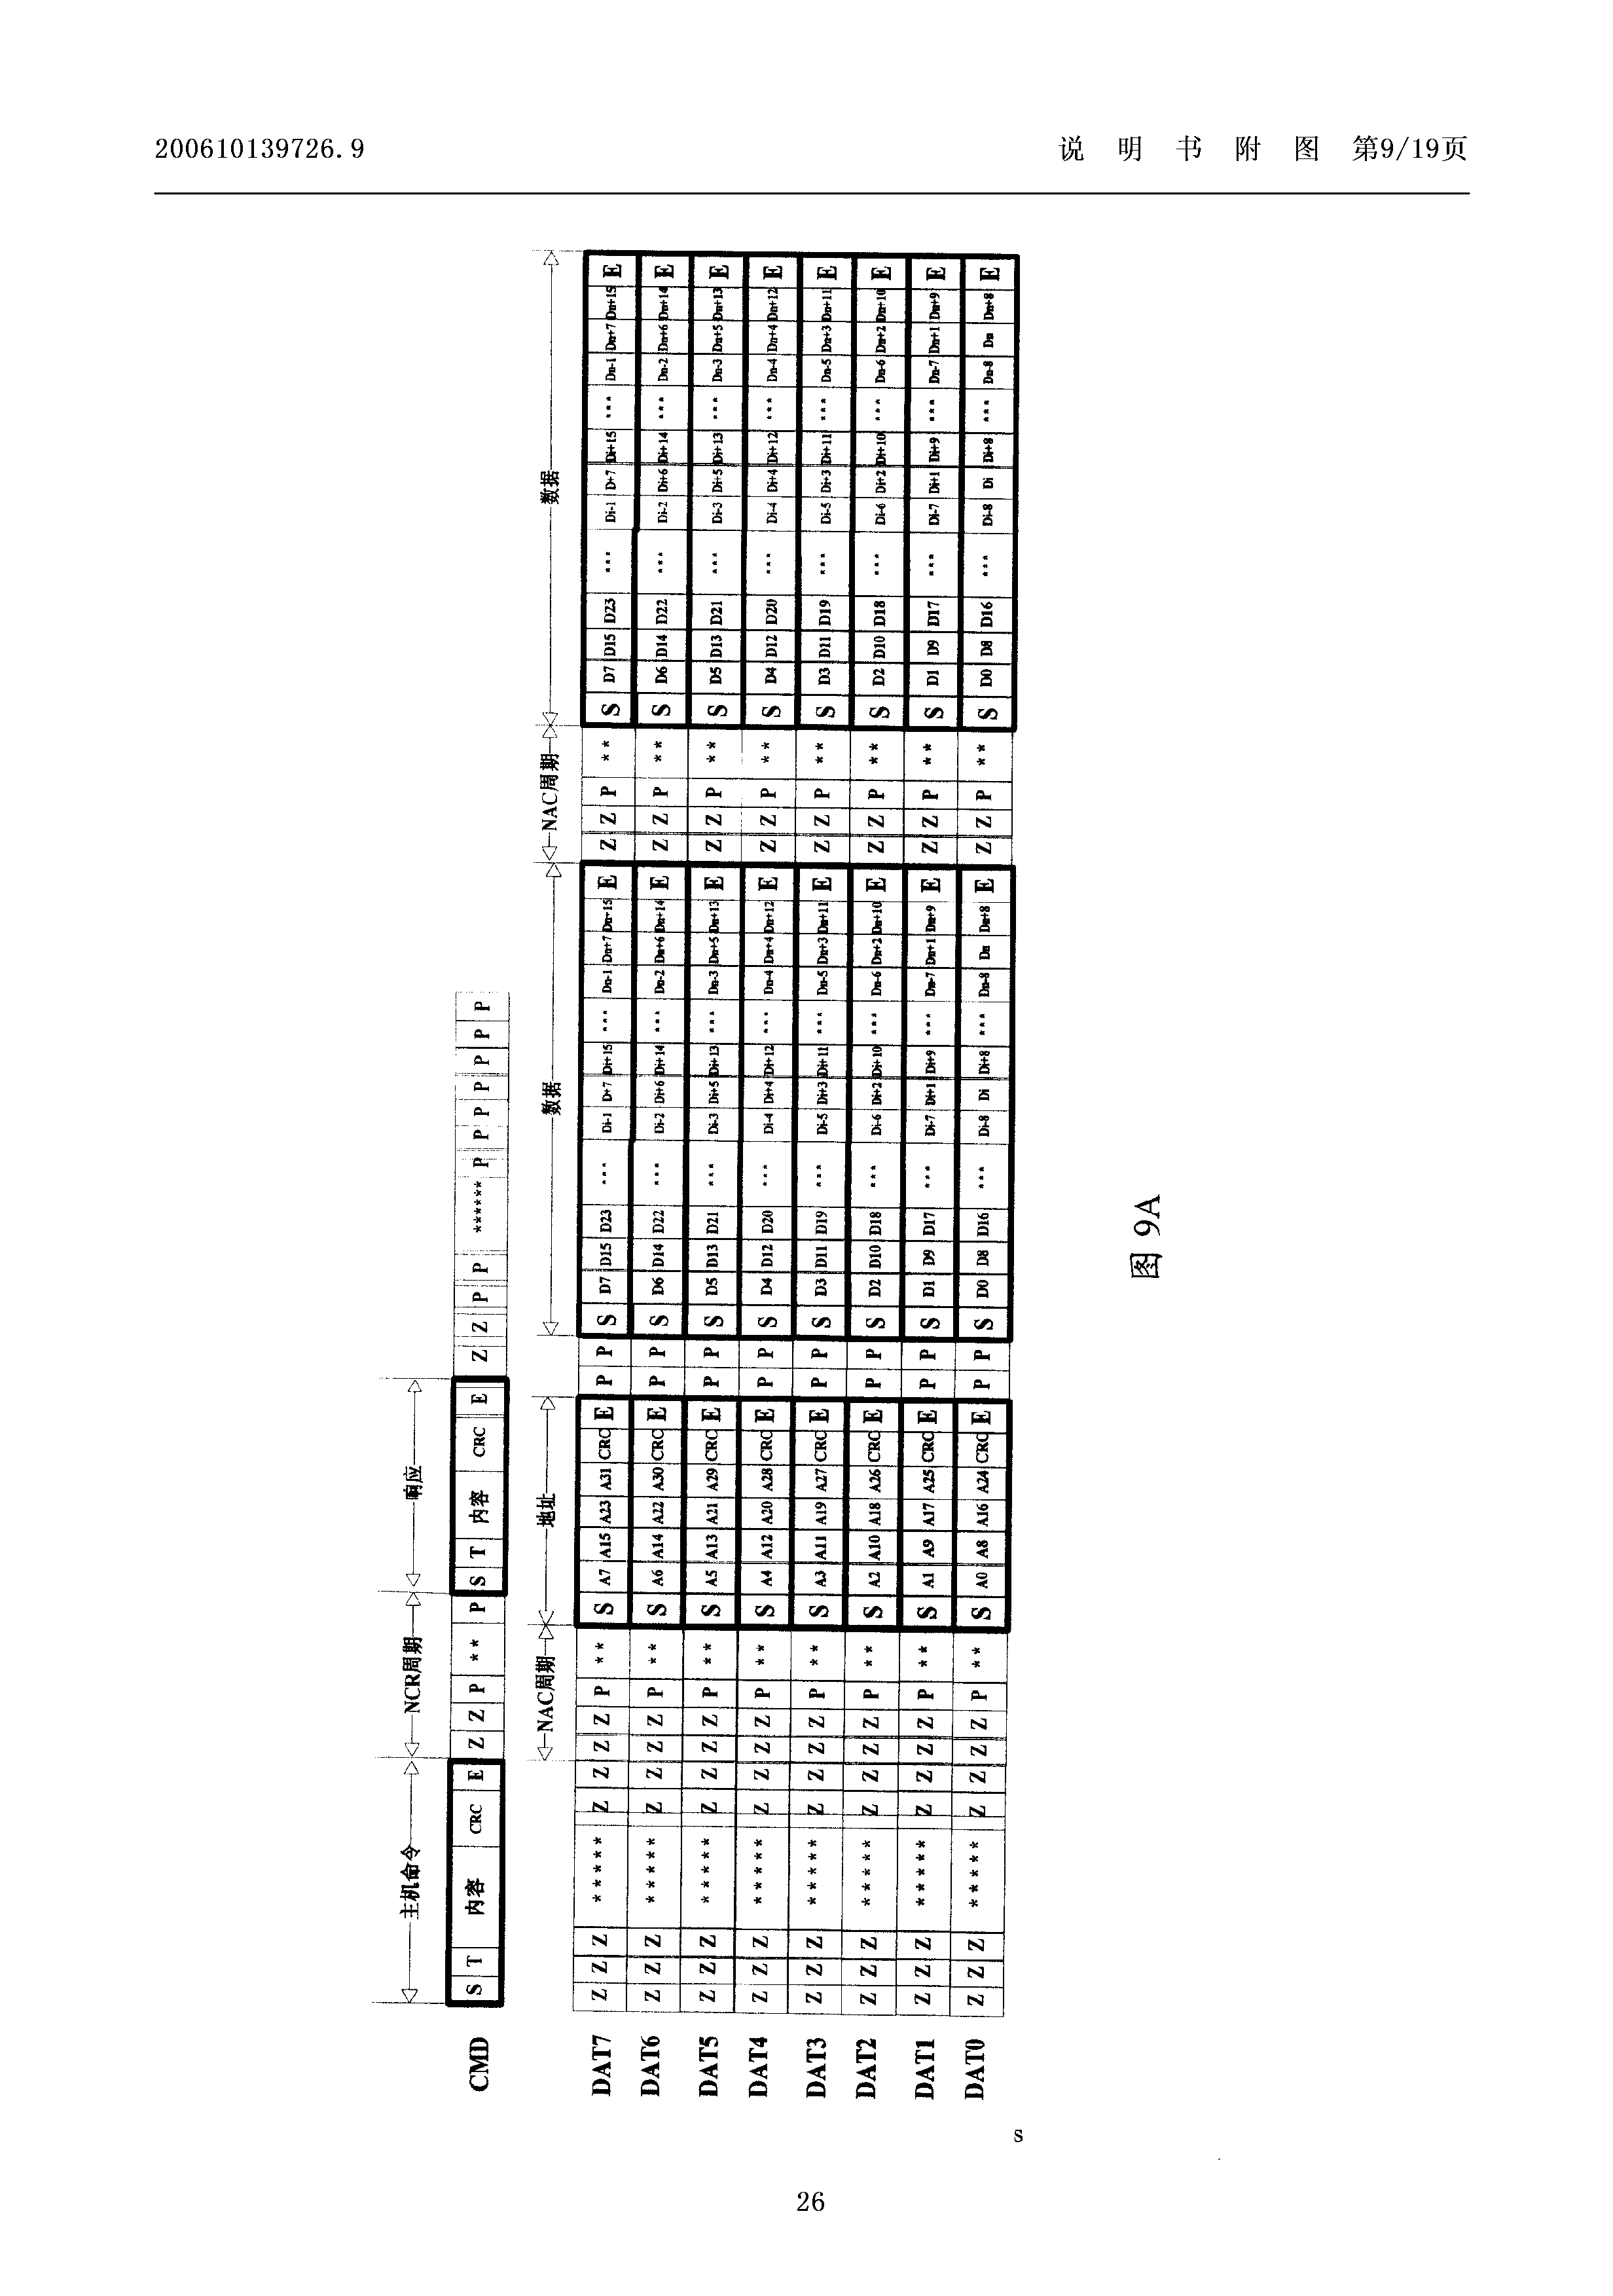 200610139726.9 说 明 书 附 图 第9/19页
主机命令 NCR周期 响应
CMD S T 内容 CRC E Z Z P ** P S T 内容 CRC E Z Z P P ****** P P P P P P P
NAC周期 地址 数据 NAC周期 数据
DAT7 Z Z Z ***** Z Z Z Z P ** S A7 A15 A23 A31 CRC E P P S D7 D15 D23 *** Di-1 D+7 Di+15 *** Dn-1 Dn+7 Dn+15 E Z Z P ** S D7 D15 D23 *** Di-1 D+7 Di+15 *** Dn-1 Dn+7 Dn+15 E
DAT6 Z Z Z ***** Z Z Z Z P ** S A6 A14 A22 A30 CRC E P P S D6 D14 D22 *** Di-2 Di+6 Di+14 *** Dn-2 Dn+6 Dn+14 E Z Z P ** S D6 D14 D22 *** Di-2 Di+6 Di+14 *** Dn-2 Dn+6 Dn+14 E
DAT5 Z Z Z ***** Z Z Z Z P ** S A5 A13 A21 A29 CRC E P P S D5 D13 D21 *** Di-3 Di+5 Di+13 *** Dn-3 Dn+5 Dn+13 E Z Z P ** S D5 D13 D21 *** Di-3 Di+5 Di+13 *** Dn-3 Dn+5 Dn+13 E
DAT4 Z Z Z ***** Z Z Z Z P ** S A4 A12 A20 A28 CRC E P P S D4 D12 D20 *** Di-4 Di+4 Di+12 *** Dn-4 Dn+4 Dn+12 E Z Z P ** S D4 D12 D20 *** Di-4 Di+4 Di+12 *** Dn-4 Dn+4 Dn+12 E
DAT3 Z Z Z ***** Z Z Z Z P ** S A3 A11 A19 A27 CRC E P P S D3 D11 D19 *** Di-5 Di+3 Di+11 *** Dn-5 Dn+3 Dn+11 E Z Z P ** S D3 D11 D19 *** Di-5 Di+3 Di+11 *** Dn-5 Dn+3 Dn+11 E
DAT2 Z Z Z ***** Z Z Z Z P ** S A2 A10 A18 A26 CRC E P P S D2 D10 D18 *** Di-6 Di+2 Di+10 *** Dn-6 Dn+2 Dn+10 E Z Z P ** S D2 D10 D18 *** Di-6 Di+2 Di+10 *** Dn-6 Dn+2 Dn+10 E
DAT1 Z Z Z ***** Z Z Z Z P ** S A1 A9 A17 A25 CRC E P P S D1 D9 D17 *** Di-7 Di+1 Di+9 *** Dn-7 Dn+1 Dn+9 E Z Z P ** S D1 D9 D17 *** Di-7 Di+1 Di+9 *** Dn-7 Dn+1 Dn+9 E
DAT0 Z Z Z ***** Z Z Z Z P ** S A0 A8 A16 A24 CRC E P P S D0 D8 D16 *** Di-8 Di Di+8 *** Dn-8 Dn Dn+8 E Z Z P ** S D0 D8 D16 *** Di-8 Di Di+8 *** Dn-8 Dn Dn+8 E
图 9A
s
26